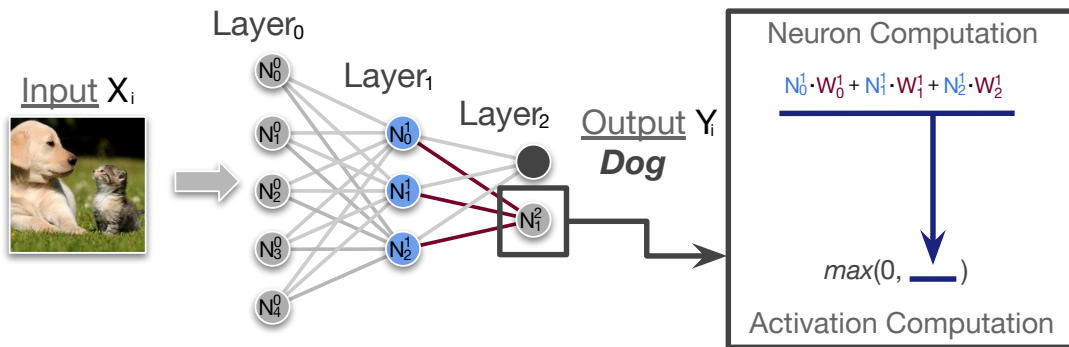 Input Xᵢ
Layer₀
N⁰₀
N⁰₁
N⁰₂
N⁰₃
N⁰₄
Layer₁
N¹₀
N¹₁
N¹₂
Layer₂
N²₁
Output Yᵢ
Dog
Neuron Computation
N¹₀·W¹₀ + N¹₁·W¹₁ + N¹₂·W¹₂
max(0, ___ )
Activation Computation